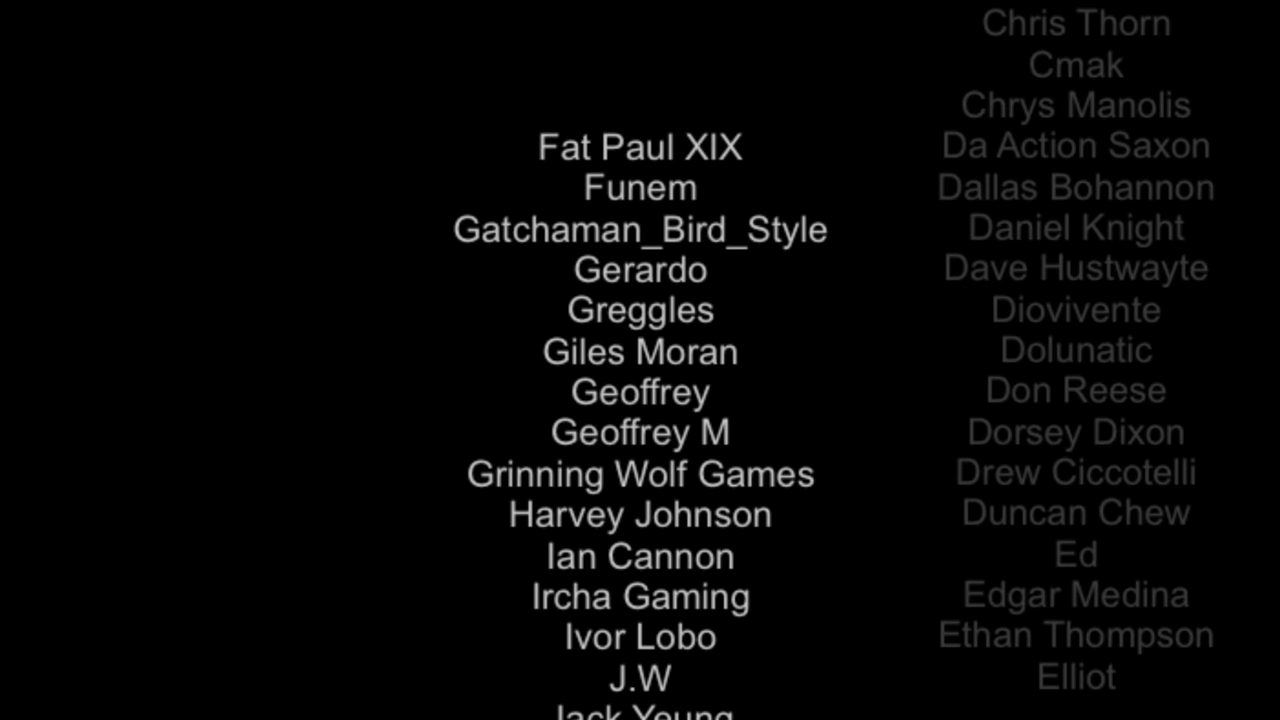 Fat Paul XIX
Funem
Gatchaman_Bird_Style
Gerardo
Greggles
Giles Moran
Geoffrey
Geoffrey M
Grinning Wolf Games
Harvey Johnson
Ian Cannon
Ircha Gaming
Ivor Lobo
J.W
Jack Young
Chris Thorn
Cmak
Chrys Manolis
Da Action Saxon
Dallas Bohannon
Daniel Knight
Dave Hustwayte
Diovivente
Dolunatic
Don Reese
Dorsey Dixon
Drew Ciccotelli
Duncan Chew
Ed
Edgar Medina
Ethan Thompson
Elliot